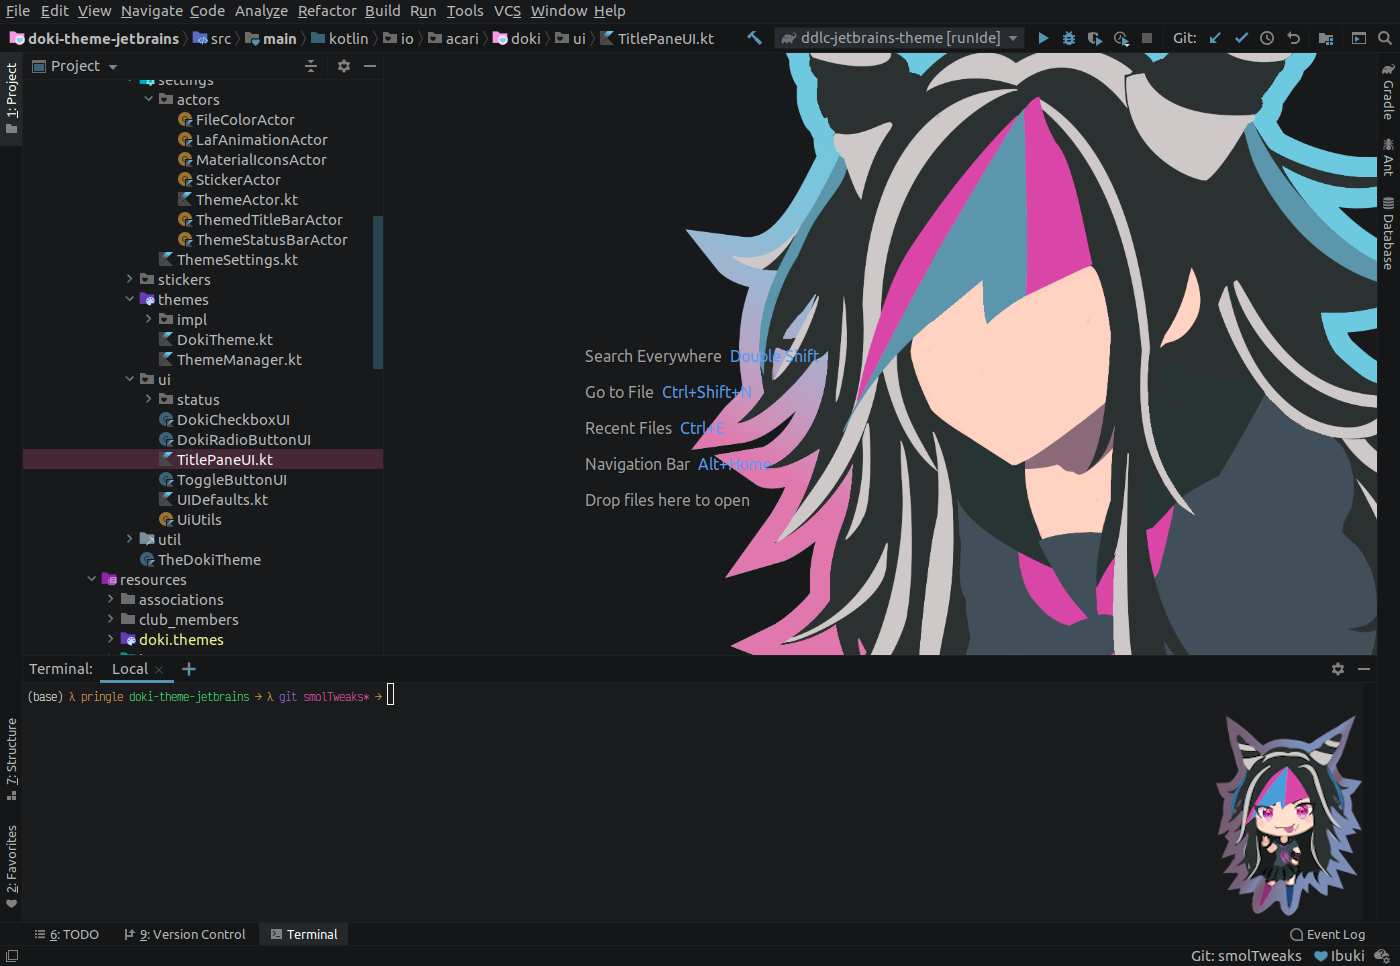 File Edit View Navigate Code Analyze Refactor Build Run Tools VCS Window Help
doki-theme-jetbrains src main kotlin io acari doki ui TitlePaneUI.kt ddlc-jetbrains-theme [runIde] Git:
1: Project
Project
settings
actors
FileColorActor
LafAnimationActor
MaterialIconsActor
StickerActor
ThemeActor.kt
ThemedTitleBarActor
ThemeStatusBarActor
ThemeSettings.kt
stickers
themes
impl
DokiTheme.kt
ThemeManager.kt
ui
status
DokiCheckboxUI
DokiRadioButtonUI
TitlePaneUI.kt
ToggleButtonUI
UIDefaults.kt
UiUtils
util
TheDokiTheme
resources
associations
club_members
doki.themes
Search Everywhere Double Shift
Go to File Ctrl+Shift+N
Recent Files Ctrl+E
Navigation Bar Alt+Home
Drop files here to open
Gradle
Ant
Database
Terminal: Local
(base) λ pringle doki-theme-jetbrains → λ git smolTweaks* →
7: Structure
2: Favorites
6: TODO 9: Version Control Terminal Event Log
Git: smolTweaks Ibuki